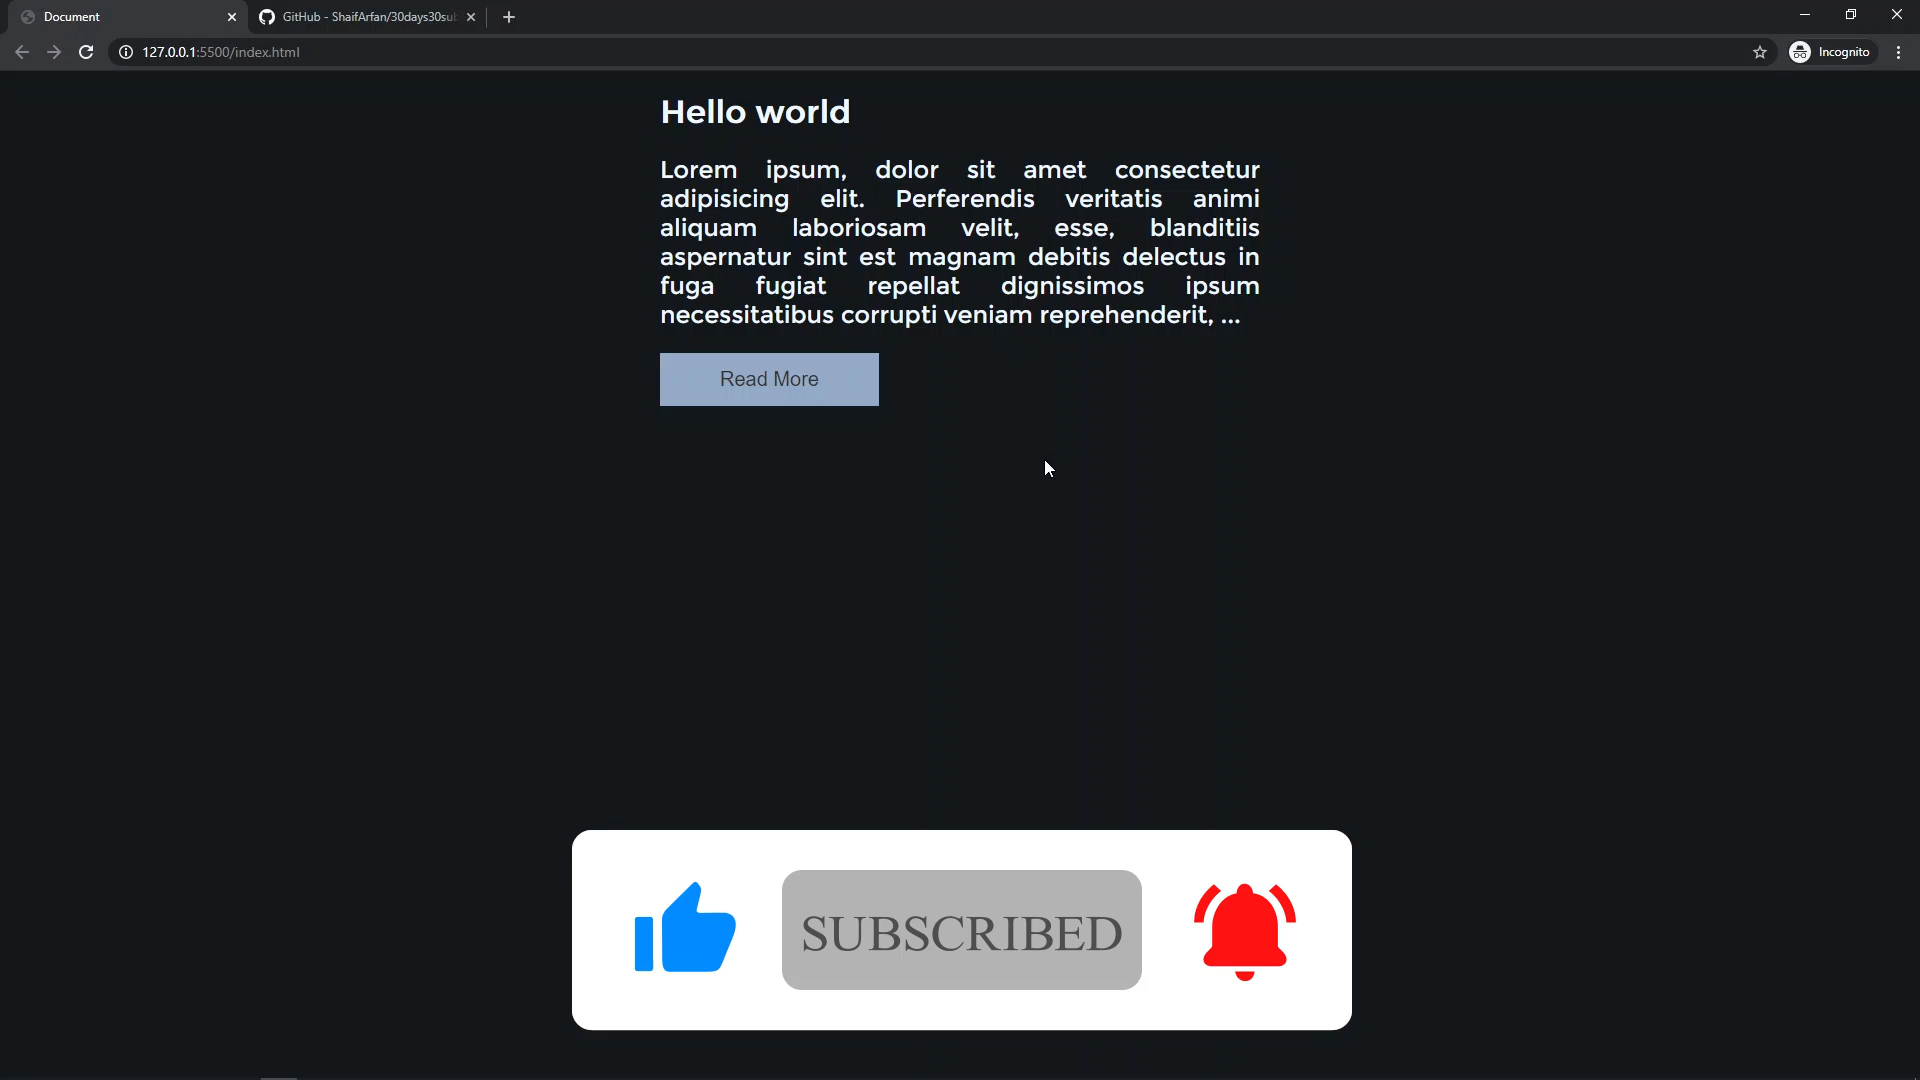 Document
GitHub - ShaifArfan/30days30sub
127.0.0.1:5500/index.html
Incognito
Hello world
Lorem ipsum, dolor sit amet consectetur
adipisicing elit. Perferendis veritatis animi
aliquam laboriosam velit, esse, blanditiis
aspernatur sint est magnam debitis delectus in
fuga fugiat repellat dignissimos ipsum
necessitatibus corrupti veniam reprehenderit, ...
Read More
SUBSCRIBED